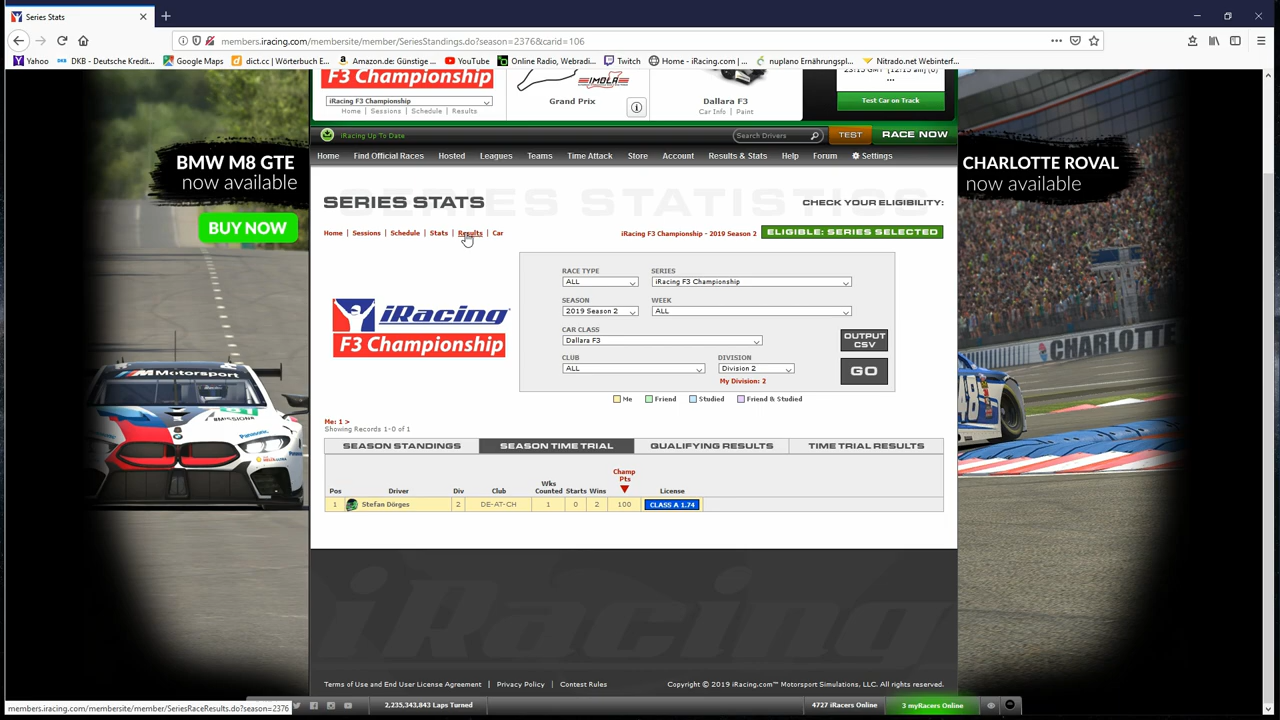 Series Stats
members.iracing.com/membersite/member/SeriesStandings.do?season=2376&carid=106
Yahoo DKB - Deutsche Kredit... Google Maps Amazon.de: Günstige ... dict.cc | Wörterbuch E... YouTube Online Radio, Webradi... Twitch Home - iRacing.com | ... nuplano Ernährungspl... Nitrado.net Webinterf...
F3 Championship
iRacing F3 Championship
Home | Sessions | Schedule | Results
IMOLA
Grand Prix
Dallara F3
Car Info | Paint
...
Test Car on Track
iRacing Up To Date
Search Drivers
TEST
RACE NOW
Home Find Official Races Hosted Leagues Teams Time Attack Store Account Results & Stats Help Forum Settings
BMW M8 GTE
now available
BUY NOW
CHARLOTTE ROVAL
now available
SERIES STATISTICS
SERIES STATS
CHECK YOUR ELIGIBILITY:
Home | Sessions | Schedule | Stats | Results | Car
iRacing F3 Championship - 2019 Season 2
ELIGIBLE: SERIES SELECTED
iRacing
F3 Championship
RACE TYPE
ALL
SERIES
iRacing F3 Championship
SEASON
2019 Season 2
WEEK
ALL
CAR CLASS
Dallara F3
OUTPUT
CSV
CLUB
ALL
DIVISION
Division 2
GO
My Division: 2
Me Friend Studied Friend & Studied
Me: 1 >
Showing Records 1-0 of 1
SEASON STANDINGS SEASON TIME TRIAL QUALIFYING RESULTS TIME TRIAL RESULTS
Pos Driver Div Club Wks Counted Starts Wins Champ Pts License
1 Stefan Dörges 2 DE-AT-CH 1 0 2 100 CLASS A 1.74
Motorsport
CHARLOTTE
48
iRacing
Terms of Use and End User License Agreement | Privacy Policy | Contest Rules
Copyright © 2019 iRacing.com™ Motorsport Simulations, LLC. All rights reserved.
members.iracing.com/membersite/member/SeriesRaceResults.do?season=2376
2,235,343,843 Laps Turned
4727 iRacers Online
3 myRacers Online